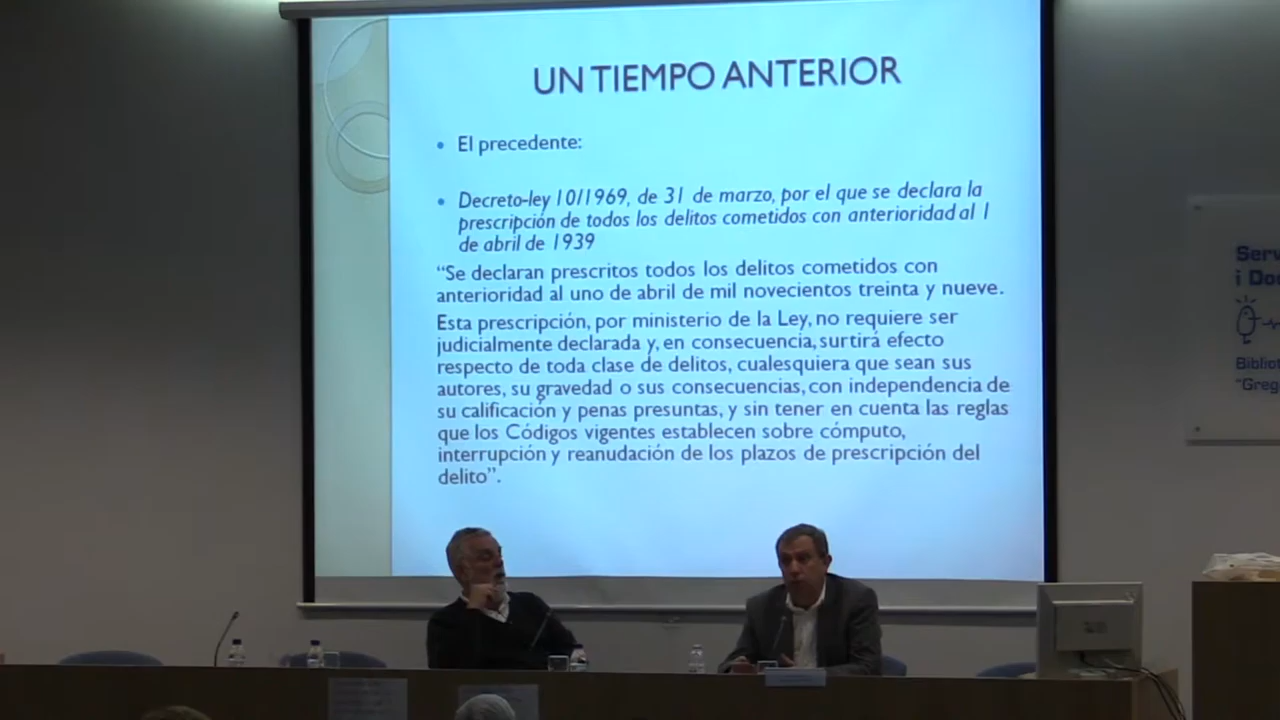 UN TIEMPO ANTERIOR
• El precedente:
• Decreto-ley 10/1969, de 31 de marzo, por el que se declara la
prescripción de todos los delitos cometidos con anterioridad al 1
de abril de 1939
“Se declaran prescritos todos los delitos cometidos con
anterioridad al uno de abril de mil novecientos treinta y nueve.
Esta prescripción, por ministerio de la Ley, no requiere ser
judicialmente declarada y, en consecuencia, surtirá efecto
respecto de toda clase de delitos, cualesquiera que sean sus
autores, su gravedad o sus consecuencias, con independencia de
su calificación y penas presuntas, y sin tener en cuenta las reglas
que los Códigos vigentes establecen sobre cómputo,
interrupción y reanudación de los plazos de prescripción del
delito”.
Serv
i Do
Biblio
“Greg